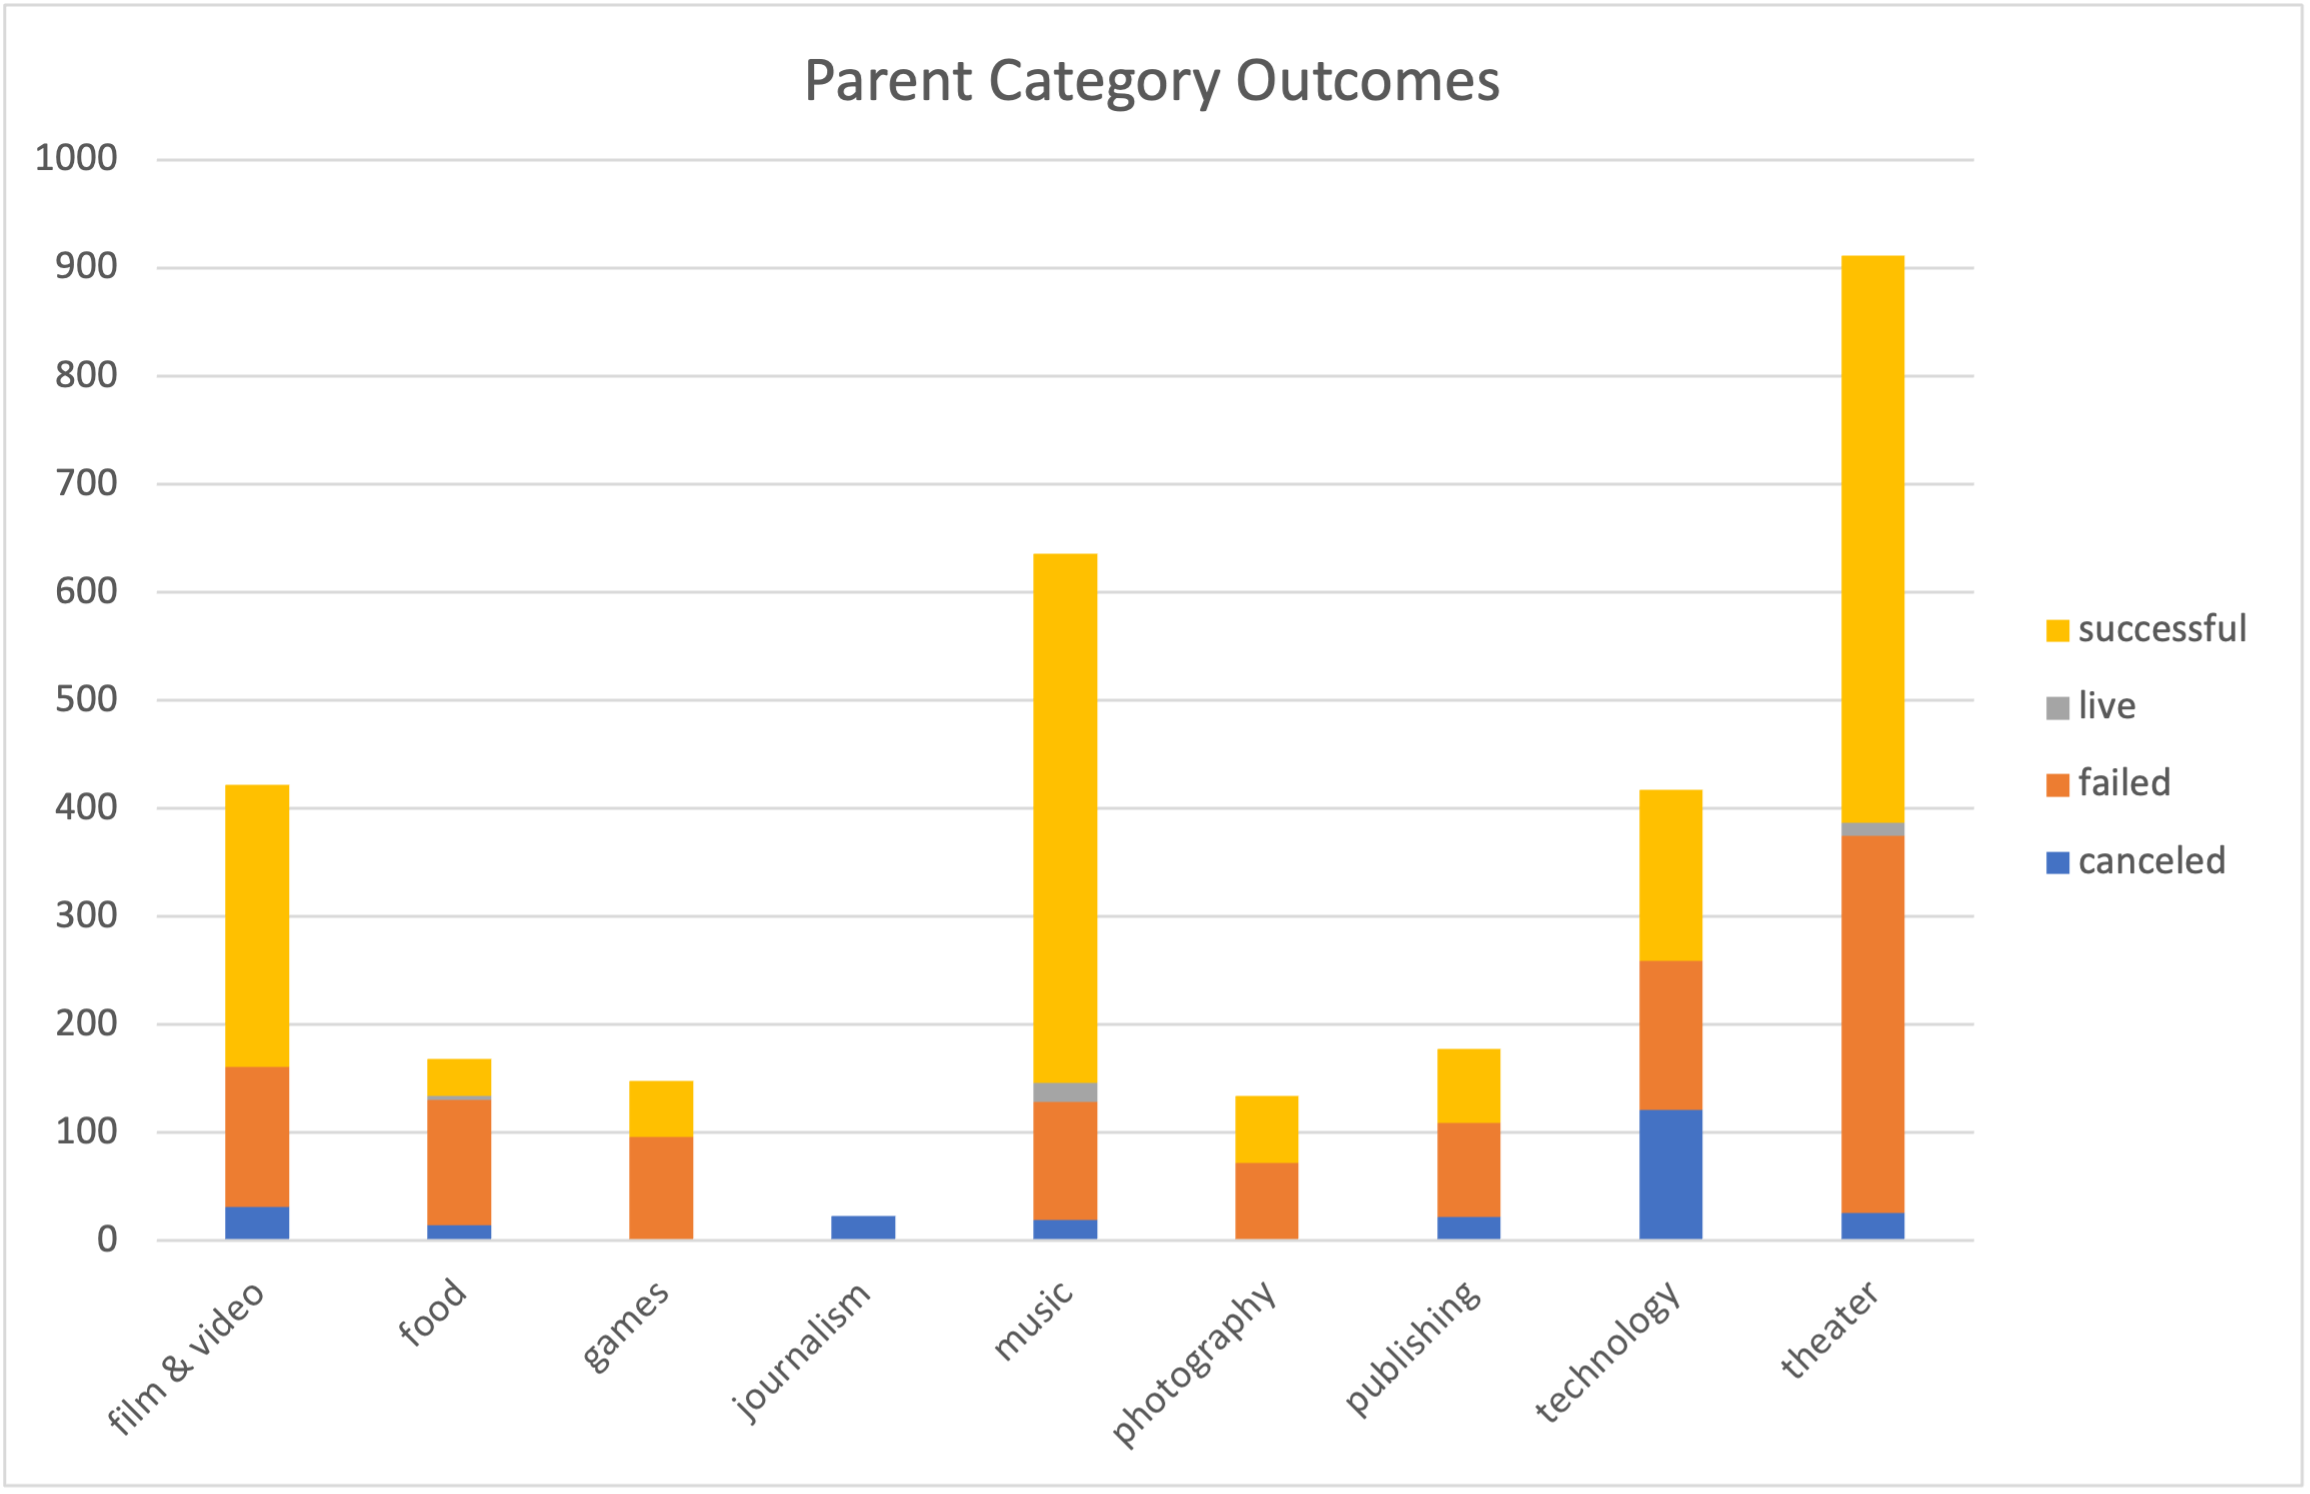 Parent Category Outcomes
1000
900
800
700
600
500
400
300
200
100
0
film & video
food
games
journalism
music
photography
publishing
technology
theater
successful
live
failed
canceled